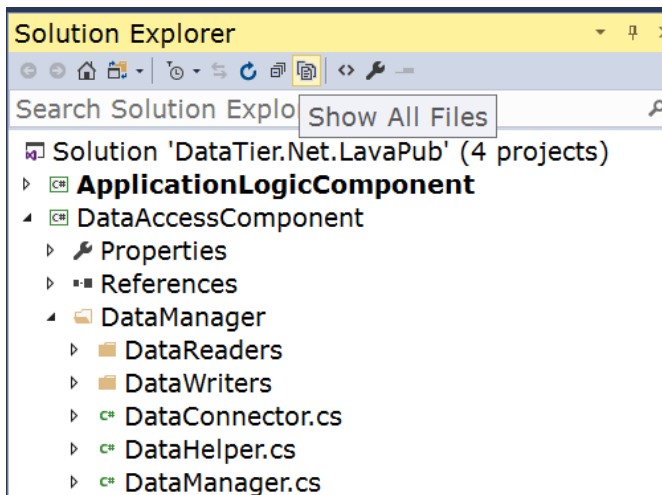 Solution Explorer
Search Solution Explo
Show All Files
Solution 'DataTier.Net.LavaPub' (4 projects)
C# ApplicationLogicComponent
C# DataAccessComponent
Properties
References
DataManager
DataReaders
DataWriters
C# DataConnector.cs
C# DataHelper.cs
C# DataManager.cs